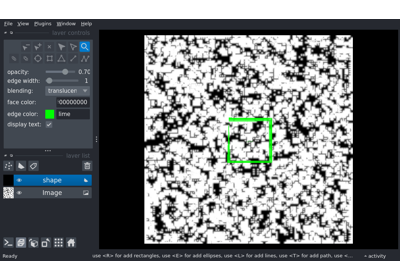 File View Plugins Window Help
layer controls
opacity: 0.70
edge width: 1
blending: translucen
face color: 00000000
edge color: lime
display text:
layer list
shape
Image
Ready
use <R> for add rectangles, use <E> for add ellipses, use <L> for add lines, use <T> for add path, use <...
activity